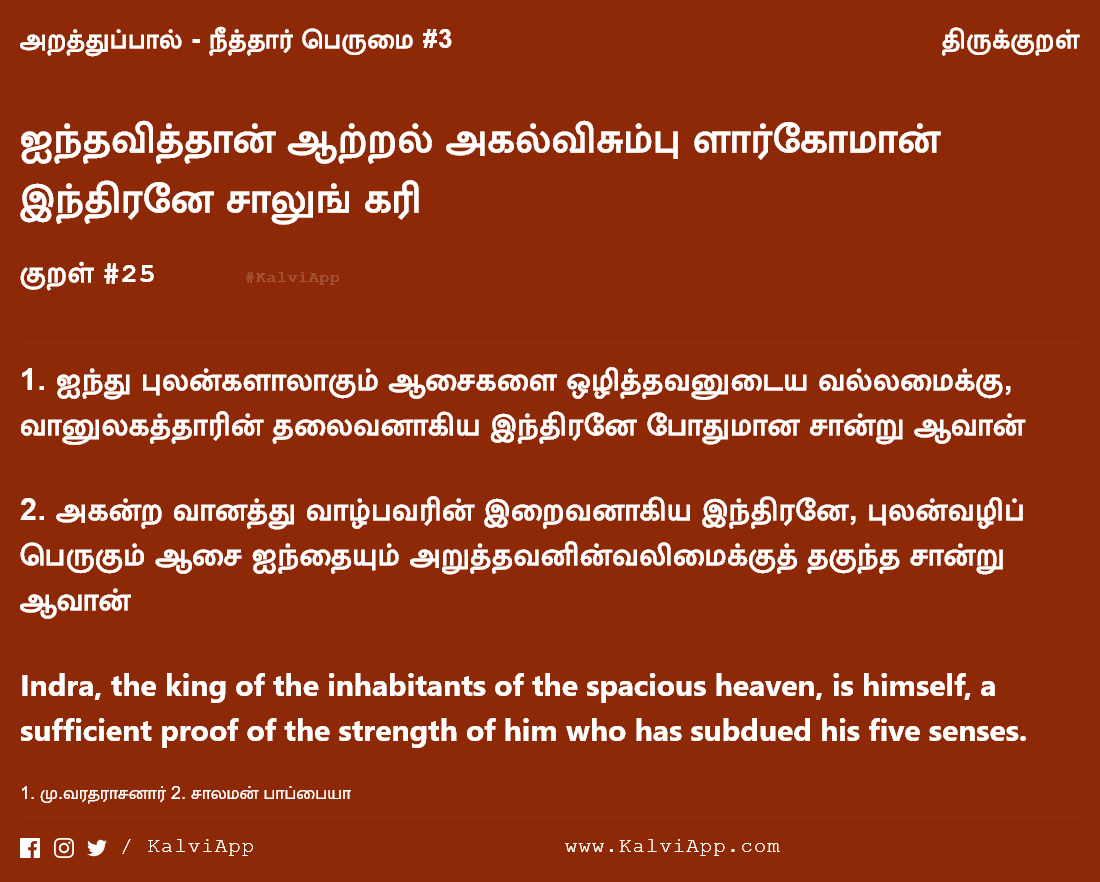 அறத்துப்பால் - நீத்தார் பெருமை #3 திருக்குறள்
ஐந்தவித்தான் ஆற்றல் அகல்விசும்பு ளார்கோமான்
இந்திரனே சாலுங் கரி
குறள் #25 #KalviApp
1. ஐந்து புலன்களாலாகும் ஆசைகளை ஒழித்தவனுடைய வல்லமைக்கு,
வானுலகத்தாரின் தலைவனாகிய இந்திரனே போதுமான சான்று ஆவான்
2. அகன்ற வானத்து வாழ்பவரின் இறைவனாகிய இந்திரனே, புலன்வழிப்
பெருகும் ஆசை ஐந்தையும் அறுத்தவனின்வலிமைக்குத் தகுந்த சான்று
ஆவான்
Indra, the king of the inhabitants of the spacious heaven, is himself, a
sufficient proof of the strength of him who has subdued his five senses.
1. மு.வரதராசனார் 2. சாலமன் பாப்பையா
/ KalviApp www.KalviApp.com